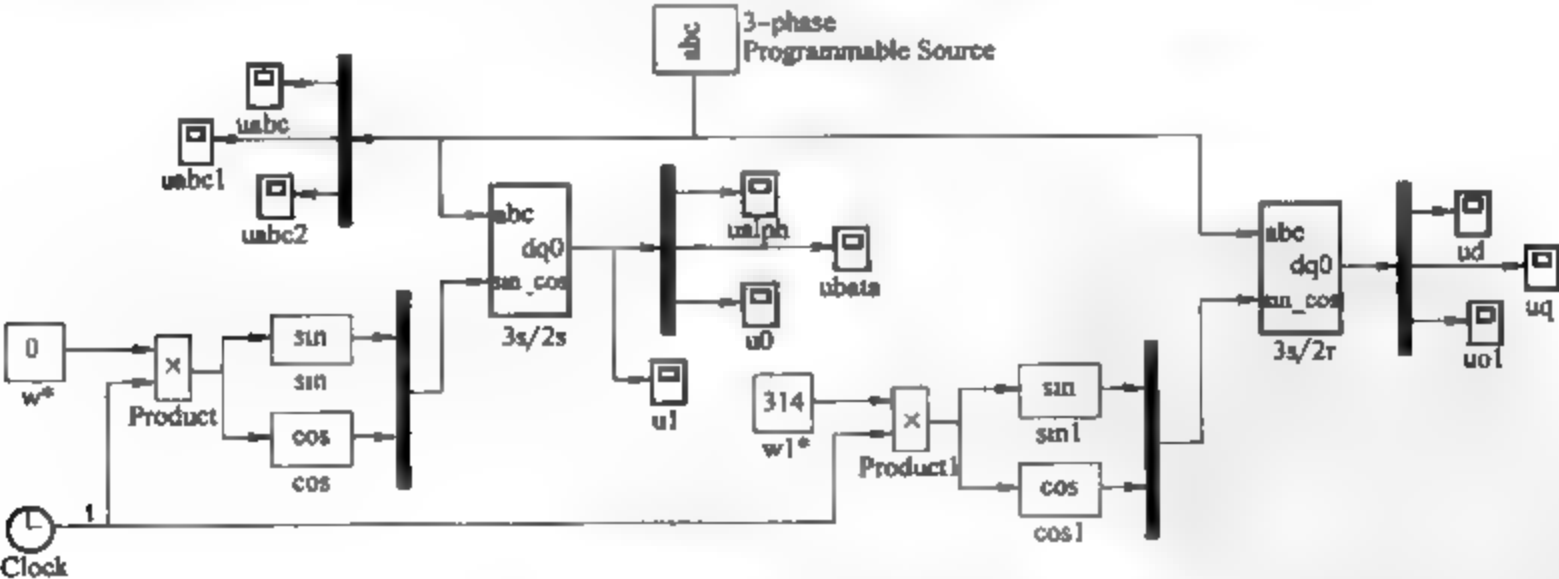 abc
3-phase
Programmable Source
uabc
uabc1
uabc2
abc
dq0
sin_cos
3s/2s
ualph
ubata
u0
u1
abc
dq0
sin_cos
3s/2r
ud
uq
uo1
0
w*
×
Product
sin
sin
cos
cos
314
w1*
×
Product1
sin
sin1
cos
cos1
1
Clock